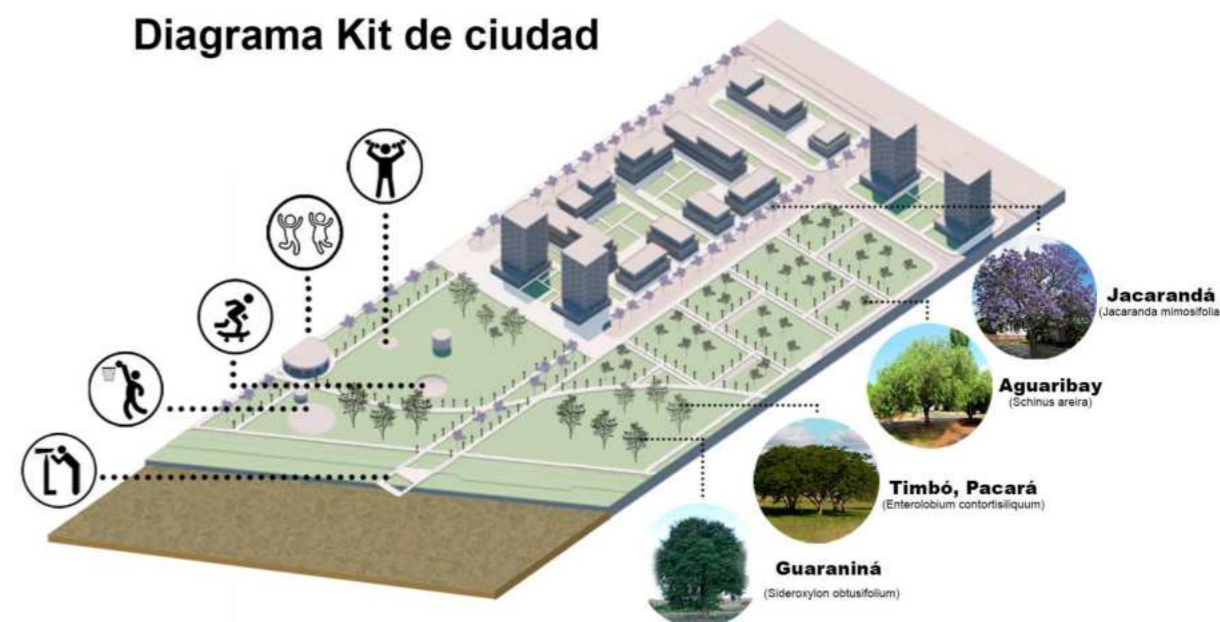 Diagrama Kit de ciudad
Jacarandá
(Jacaranda mimosifolia
Aguaribay
(Schinus areira)
Timbó, Pacará
(Enterolobium contortisiliquum)
Guaraniná
(Sideroxylon obtusifolium)